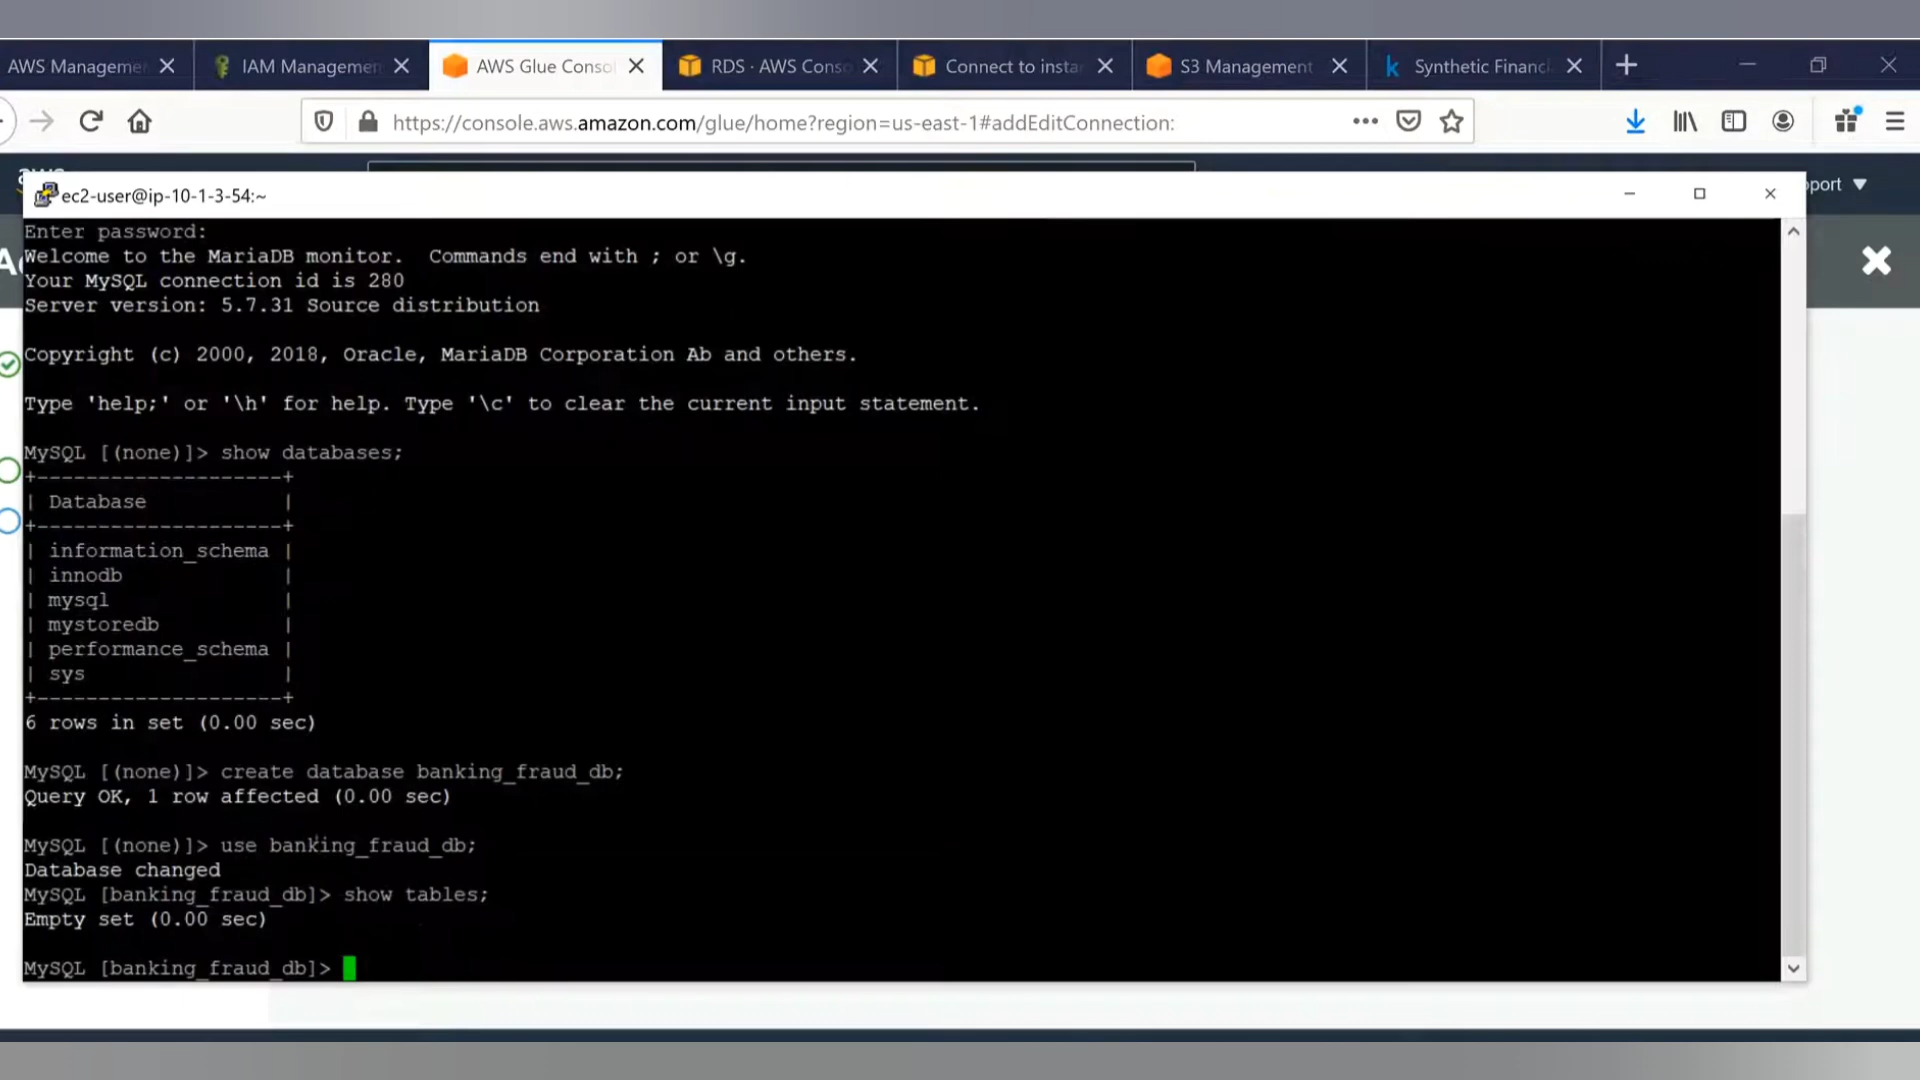 AWS Manageme
IAM Managemen
AWS Glue Conso
RDS · AWS Conso
Connect to insta
S3 Management
Synthetic Financ
https://console.aws.amazon.com/glue/home?region=us-east-1#addEditConnection:
aws
port
ec2-user@ip-10-1-3-54:~
Enter password:
Welcome to the MariaDB monitor.  Commands end with ; or \g.
Your MySQL connection id is 280
Server version: 5.7.31 Source distribution
Copyright (c) 2000, 2018, Oracle, MariaDB Corporation Ab and others.
Type 'help;' or '\h' for help. Type '\c' to clear the current input statement.
MySQL [(none)]> show databases;
+--------------------+
| Database           |
+--------------------+
| information_schema |
| innodb             |
| mysql              |
| mystoredb          |
| performance_schema |
| sys                |
+--------------------+
6 rows in set (0.00 sec)
MySQL [(none)]> create database banking_fraud_db;
Query OK, 1 row affected (0.00 sec)
MySQL [(none)]> use banking_fraud_db;
Database changed
MySQL [banking_fraud_db]> show tables;
Empty set (0.00 sec)
MySQL [banking_fraud_db]>